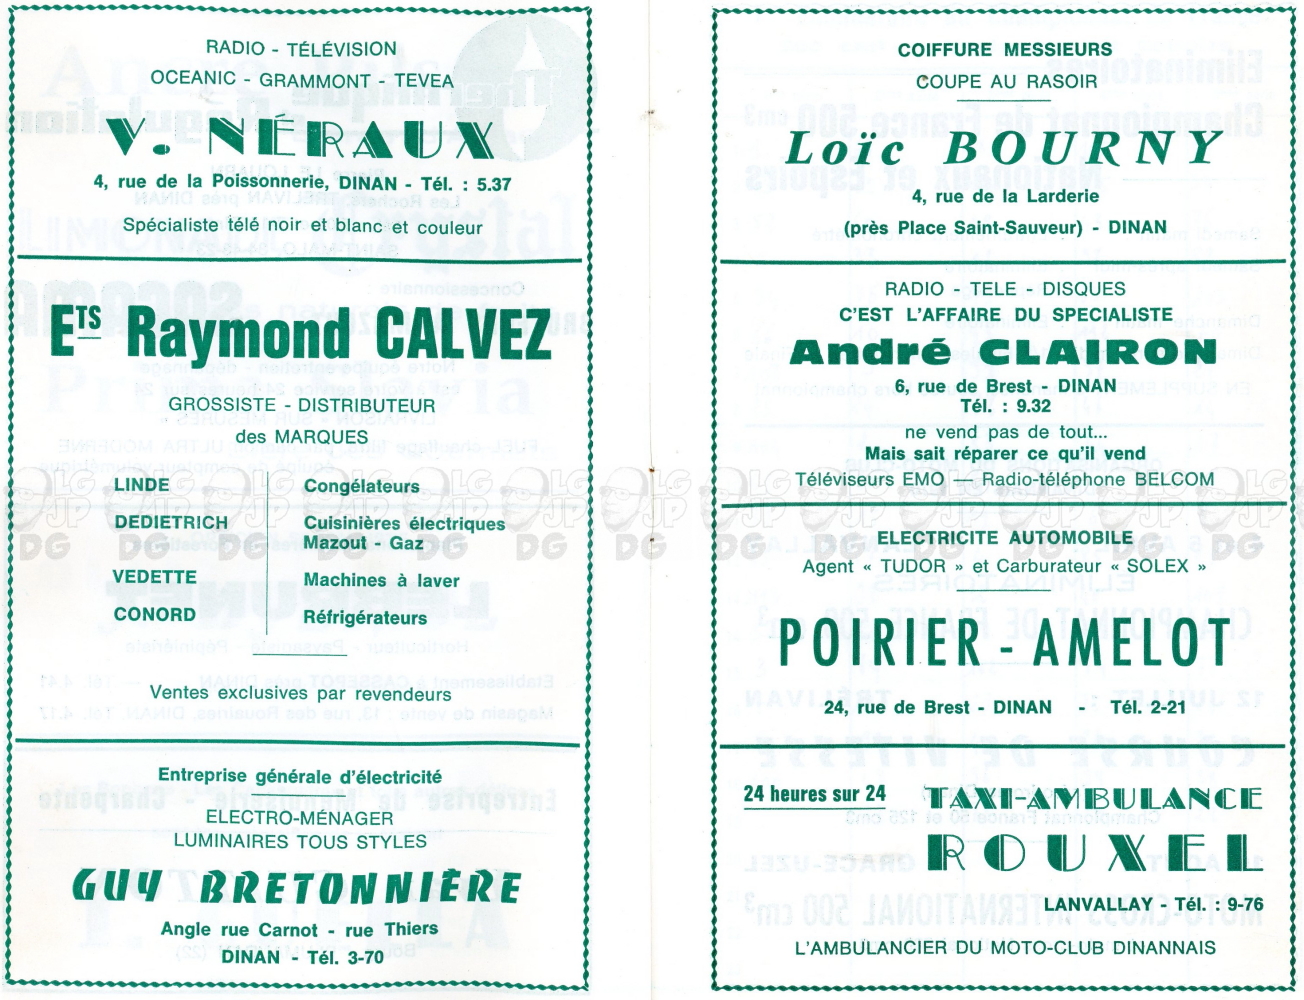 RADIO - TÉLÉVISION
OCEANIC - GRAMMONT - TEVEA
V. NÉRAUX
4, rue de la Poissonnerie, DINAN - Tél. : 5.37
Spécialiste télé noir et blanc et couleur
ETS Raymond CALVEZ
GROSSISTE - DISTRIBUTEUR
des MARQUES
LINDE Congélateurs
DEDIETRICH Cuisinières électriques
Mazout - Gaz
VEDETTE Machines à laver
CONORD Réfrigérateurs
Ventes exclusives par revendeurs
Entreprise générale d'électricité
ELECTRO-MÉNAGER
LUMINAIRES TOUS STYLES
GUY BRETONNIÈRE
Angle rue Carnot - rue Thiers
DINAN - Tél. 3-70
COIFFURE MESSIEURS
COUPE AU RASOIR
Loïc BOURNY
4, rue de la Larderie
(près Place Saint-Sauveur) - DINAN
RADIO - TELE - DISQUES
C'EST L'AFFAIRE DU SPECIALISTE
André CLAIRON
6, rue de Brest - DINAN
Tél. : 9.32
ne vend pas de tout...
Mais sait réparer ce qu'il vend
Téléviseurs EMO — Radio-téléphone BELCOM
ELECTRICITE AUTOMOBILE
Agent « TUDOR » et Carburateur « SOLEX »
POIRIER - AMELOT
24, rue de Brest - DINAN - Tél. 2-21
24 heures sur 24 TAXI-AMBULANCE
ROUXEL
LANVALLAY - Tél. : 9-76
L'AMBULANCIER DU MOTO-CLUB DINANNAIS